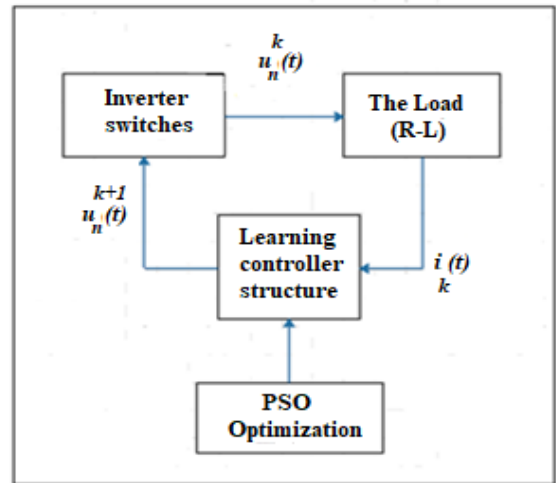 k
u (t)
n
Inverter
switches
The Load
(R-L)
k+1
u (t)
n
Learning
controller
structure
i (t)
k
PSO
Optimization